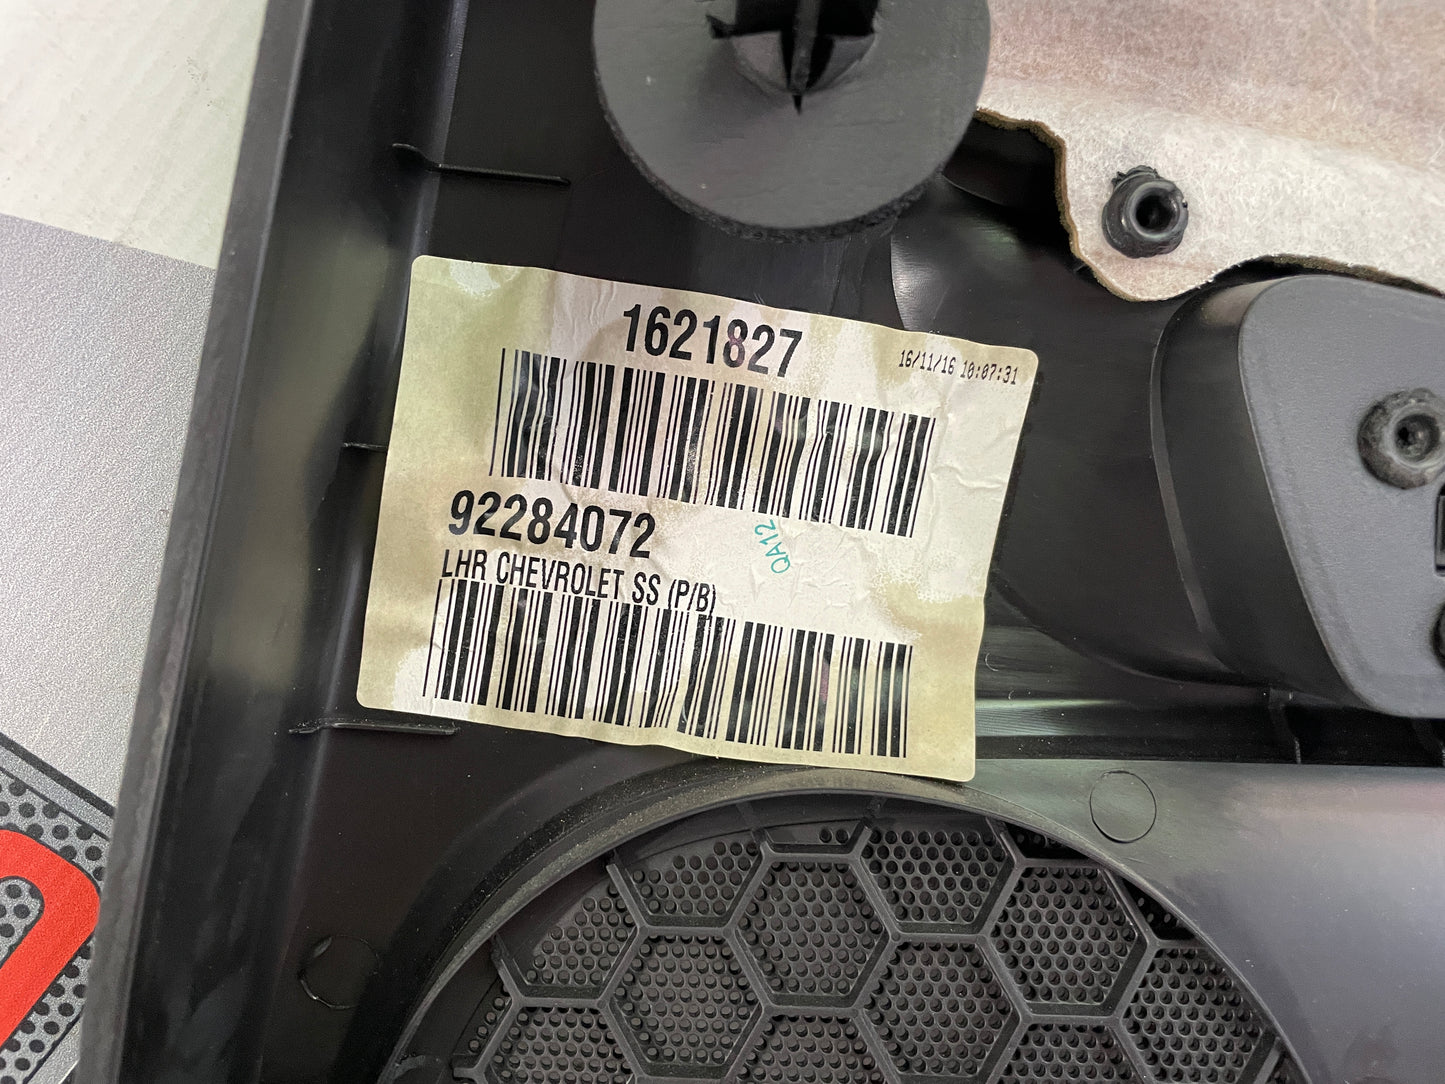 1621827
16/11/16 10:07:31
92284072
QA12
LHR CHEVROLET SS (P/B)